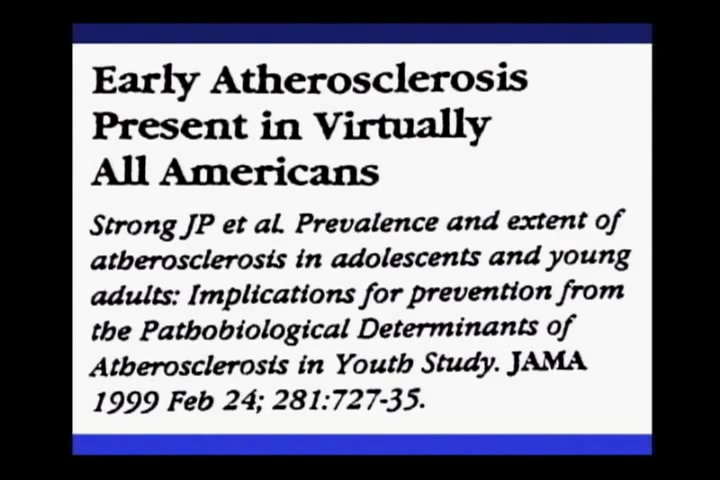 Early Atherosclerosis
Present in Virtually
All Americans
Strong JP et al. Prevalence and extent of
atherosclerosis in adolescents and young
adults: Implications for prevention from
the Pathobiological Determinants of
Atherosclerosis in Youth Study. JAMA
1999 Feb 24; 281:727-35.